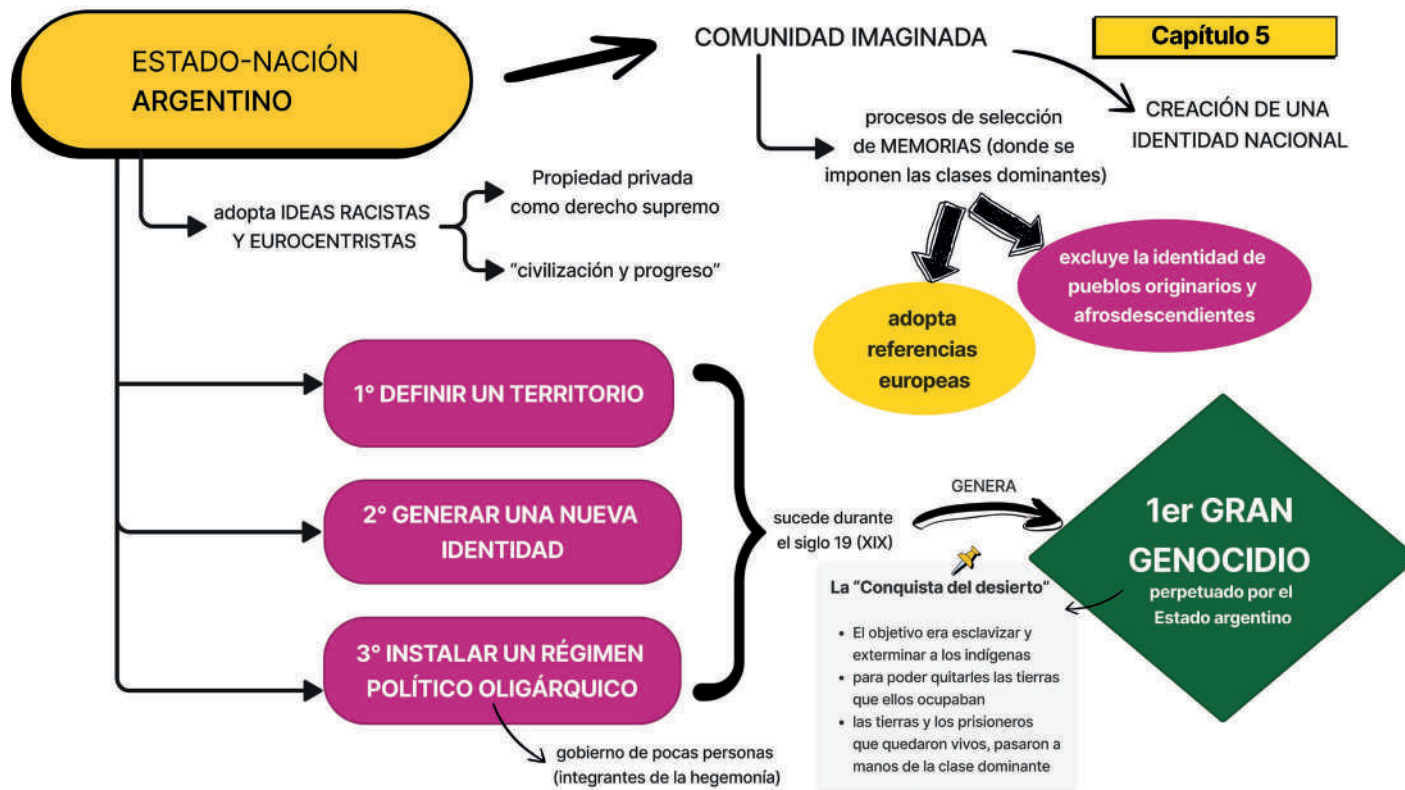 ESTADO-NACIÓN
ARGENTINO
COMUNIDAD IMAGINADA
Capítulo 5
CREACIÓN DE UNA
IDENTIDAD NACIONAL
procesos de selección
de MEMORIAS (donde se
imponen las clases dominantes)
adopta IDEAS RACISTAS
Y EUROCENTRISTAS
Propiedad privada
como derecho supremo
“civilización y progreso”
adopta
referencias
europeas
excluye la identidad de
pueblos originarios y
afrosdescendientes
1° DEFINIR UN TERRITORIO
2° GENERAR UNA NUEVA
IDENTIDAD
3° INSTALAR UN RÉGIMEN
POLÍTICO OLIGÁRQUICO
gobierno de pocas personas
(integrantes de la hegemonía)
sucede durante
el siglo 19 (XIX)
GENERA
1er GRAN
GENOCIDIO
perpetuado por el
Estado argentino
La “Conquista del desierto”
• El objetivo era esclavizar y
exterminar a los indígenas
• para poder quitarles las tierras
que ellos ocupaban
• las tierras y los prisioneros
que quedaron vivos, pasaron a
manos de la clase dominante